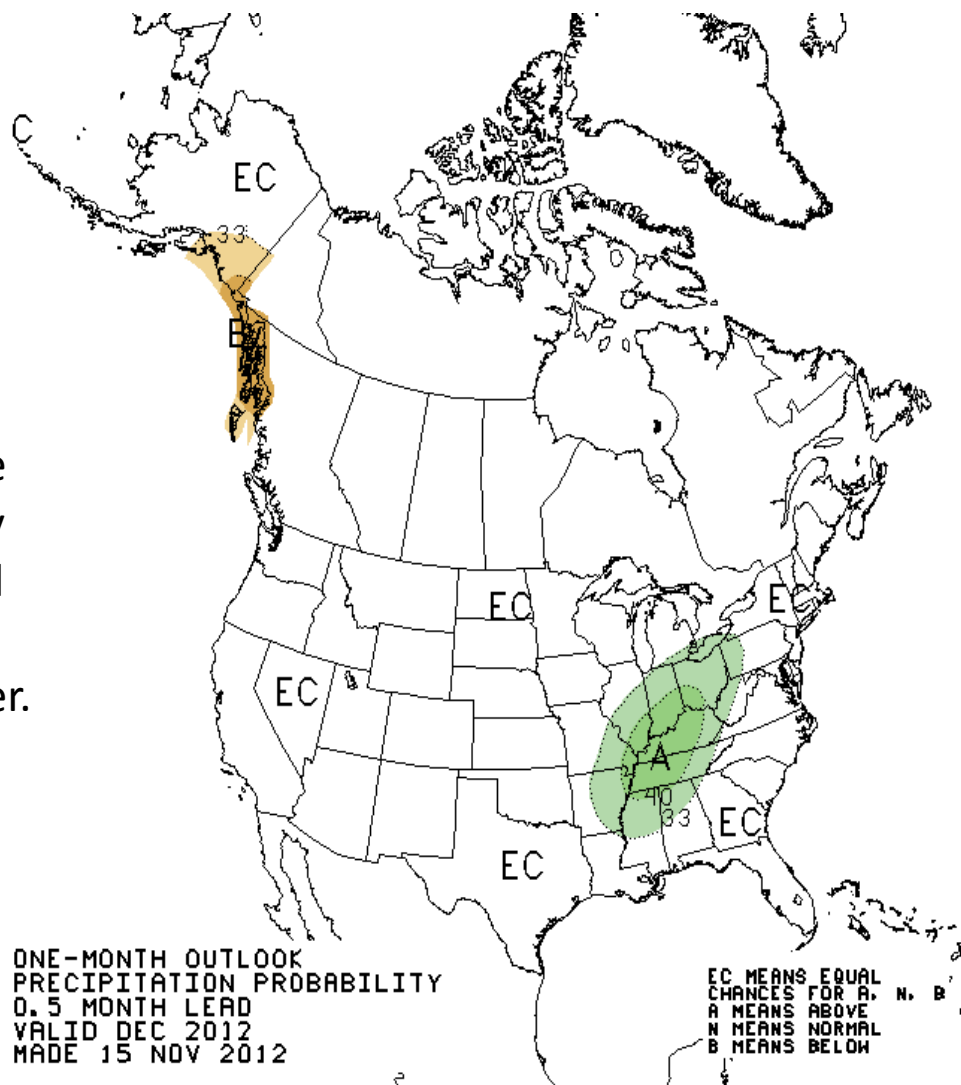 C
EC
33
B
e
y
d
er.
EC
EC
EC
A
40
33
EC
EC
ONE-MONTH OUTLOOK
PRECIPITATION PROBABILITY
0.5 MONTH LEAD
VALID DEC 2012
MADE 15 NOV 2012
EC MEANS EQUAL
CHANCES FOR A, N, B
A MEANS ABOVE
N MEANS NORMAL
B MEANS BELOW